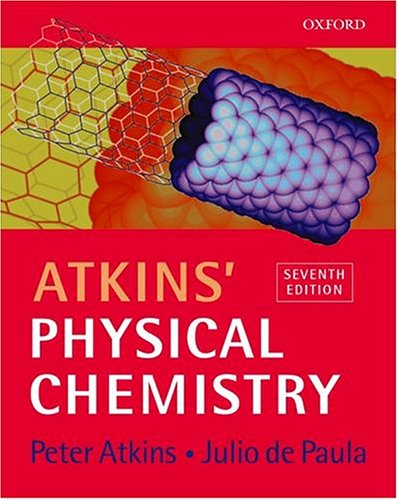 OXFORD
ATKINS'
SEVENTH
EDITION
PHYSICAL
CHEMISTRY
Peter Atkins • Julio de Paula